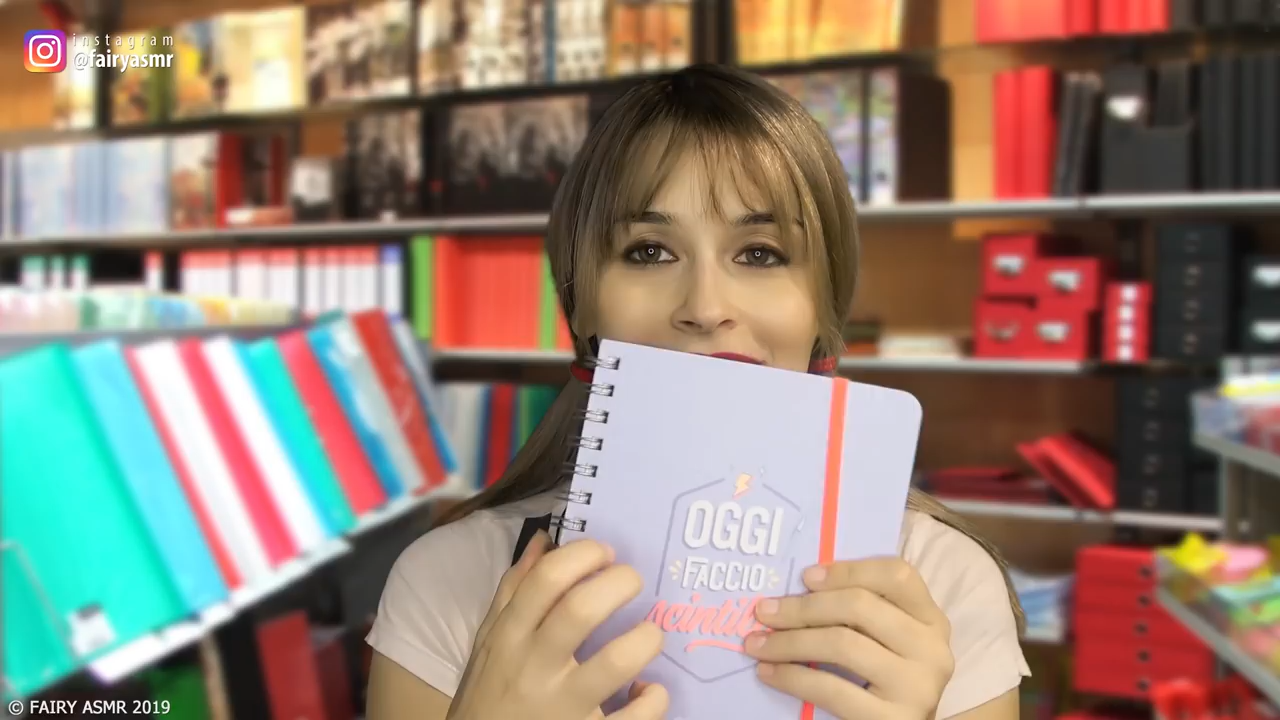 instagram
@fairyasmr
OGGI
FACCIO
© FAIRY ASMR 2019